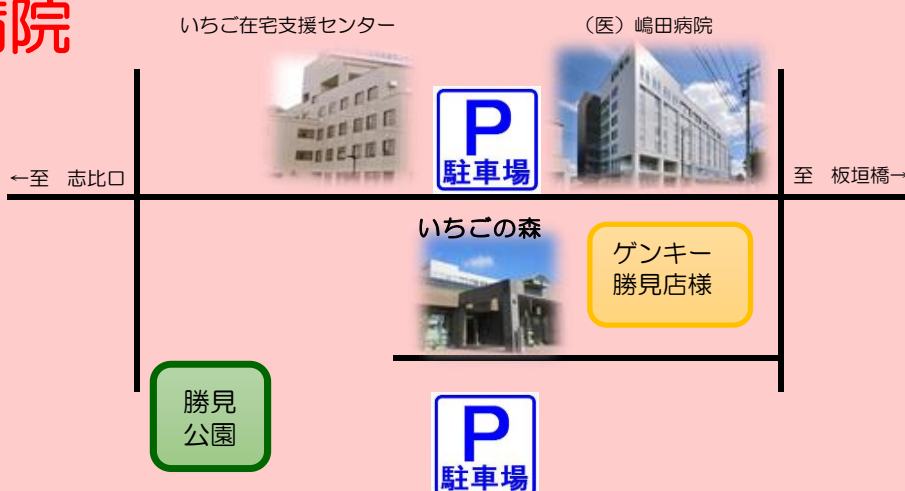 病院
いちご在宅支援センター
（医）嶋田病院
P
駐車場
←至　志比口
至　板垣橋→
いちごの森
ゲンキー
勝見店様
勝見
公園
P
駐車場